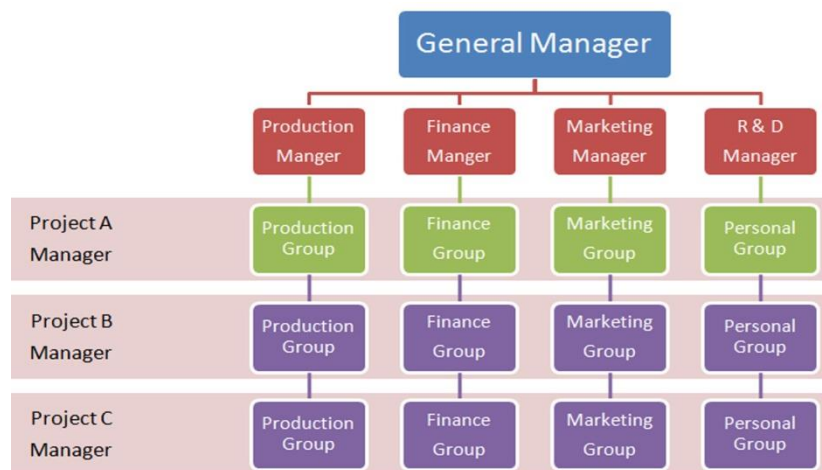 General Manager
Production
Manger
Finance
Manger
Marketing
Manager
R & D
Manager
Project A
Manager
Production
Group
Finance
Group
Marketing
Group
Personal
Group
Project B
Manager
Production
Group
Finance
Group
Marketing
Group
Personal
Group
Project C
Manager
Production
Group
Finance
Group
Marketing
Group
Personal
Group